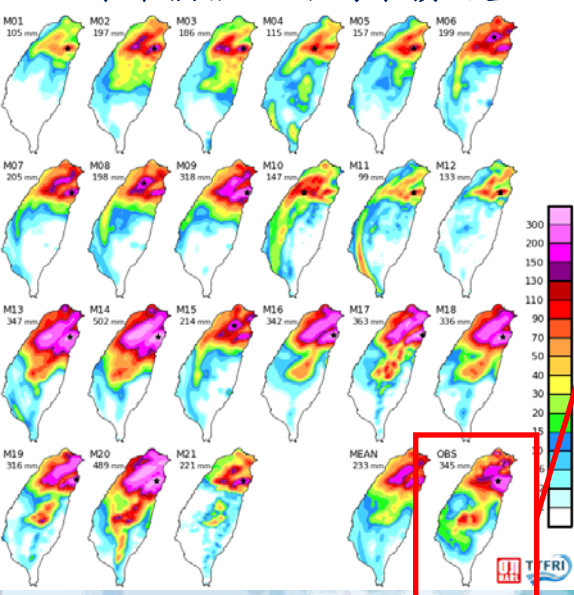 M01
105 mm
M02
197 mm
M03
186 mm
M04
115 mm
M05
157 mm
M06
199 mm
M07
205 mm
M08
198 mm
M09
318 mm
M10
147 mm
M11
99 mm
M12
133 mm
M13
347 mm
M14
502 mm
M15
214 mm
M16
342 mm
M17
363 mm
M18
336 mm
M19
316 mm
M20
489 mm
M21
221 mm
MEAN
233 mm
OBS
345 mm
300
200
150
130
110
90
70
50
40
30
20
15
TTFRI